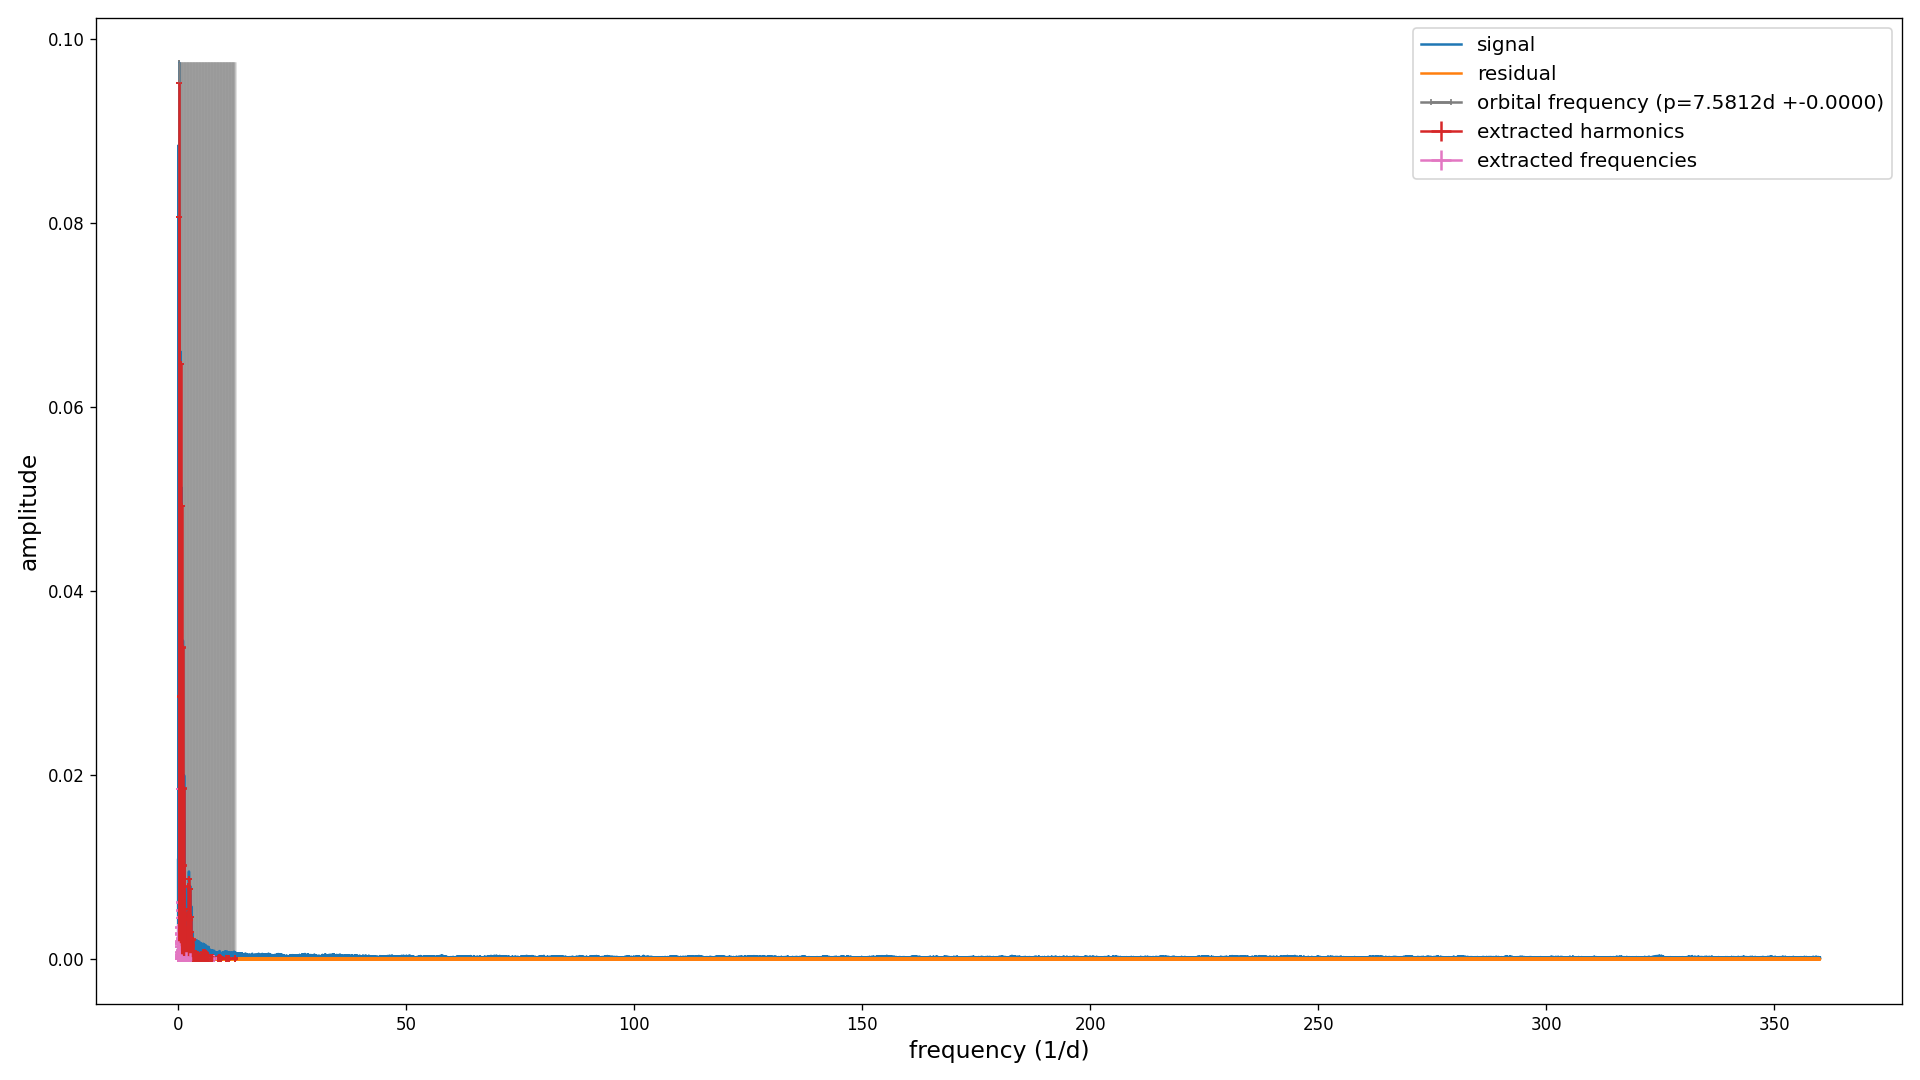 signal
residual
orbital frequency (p=7.5812d +-0.0000)
extracted harmonics
extracted frequencies
0.10
0.08
0.06
0.04
0.02
0.00
amplitude
0 50 100 150 200 250 300 350
frequency (1/d)